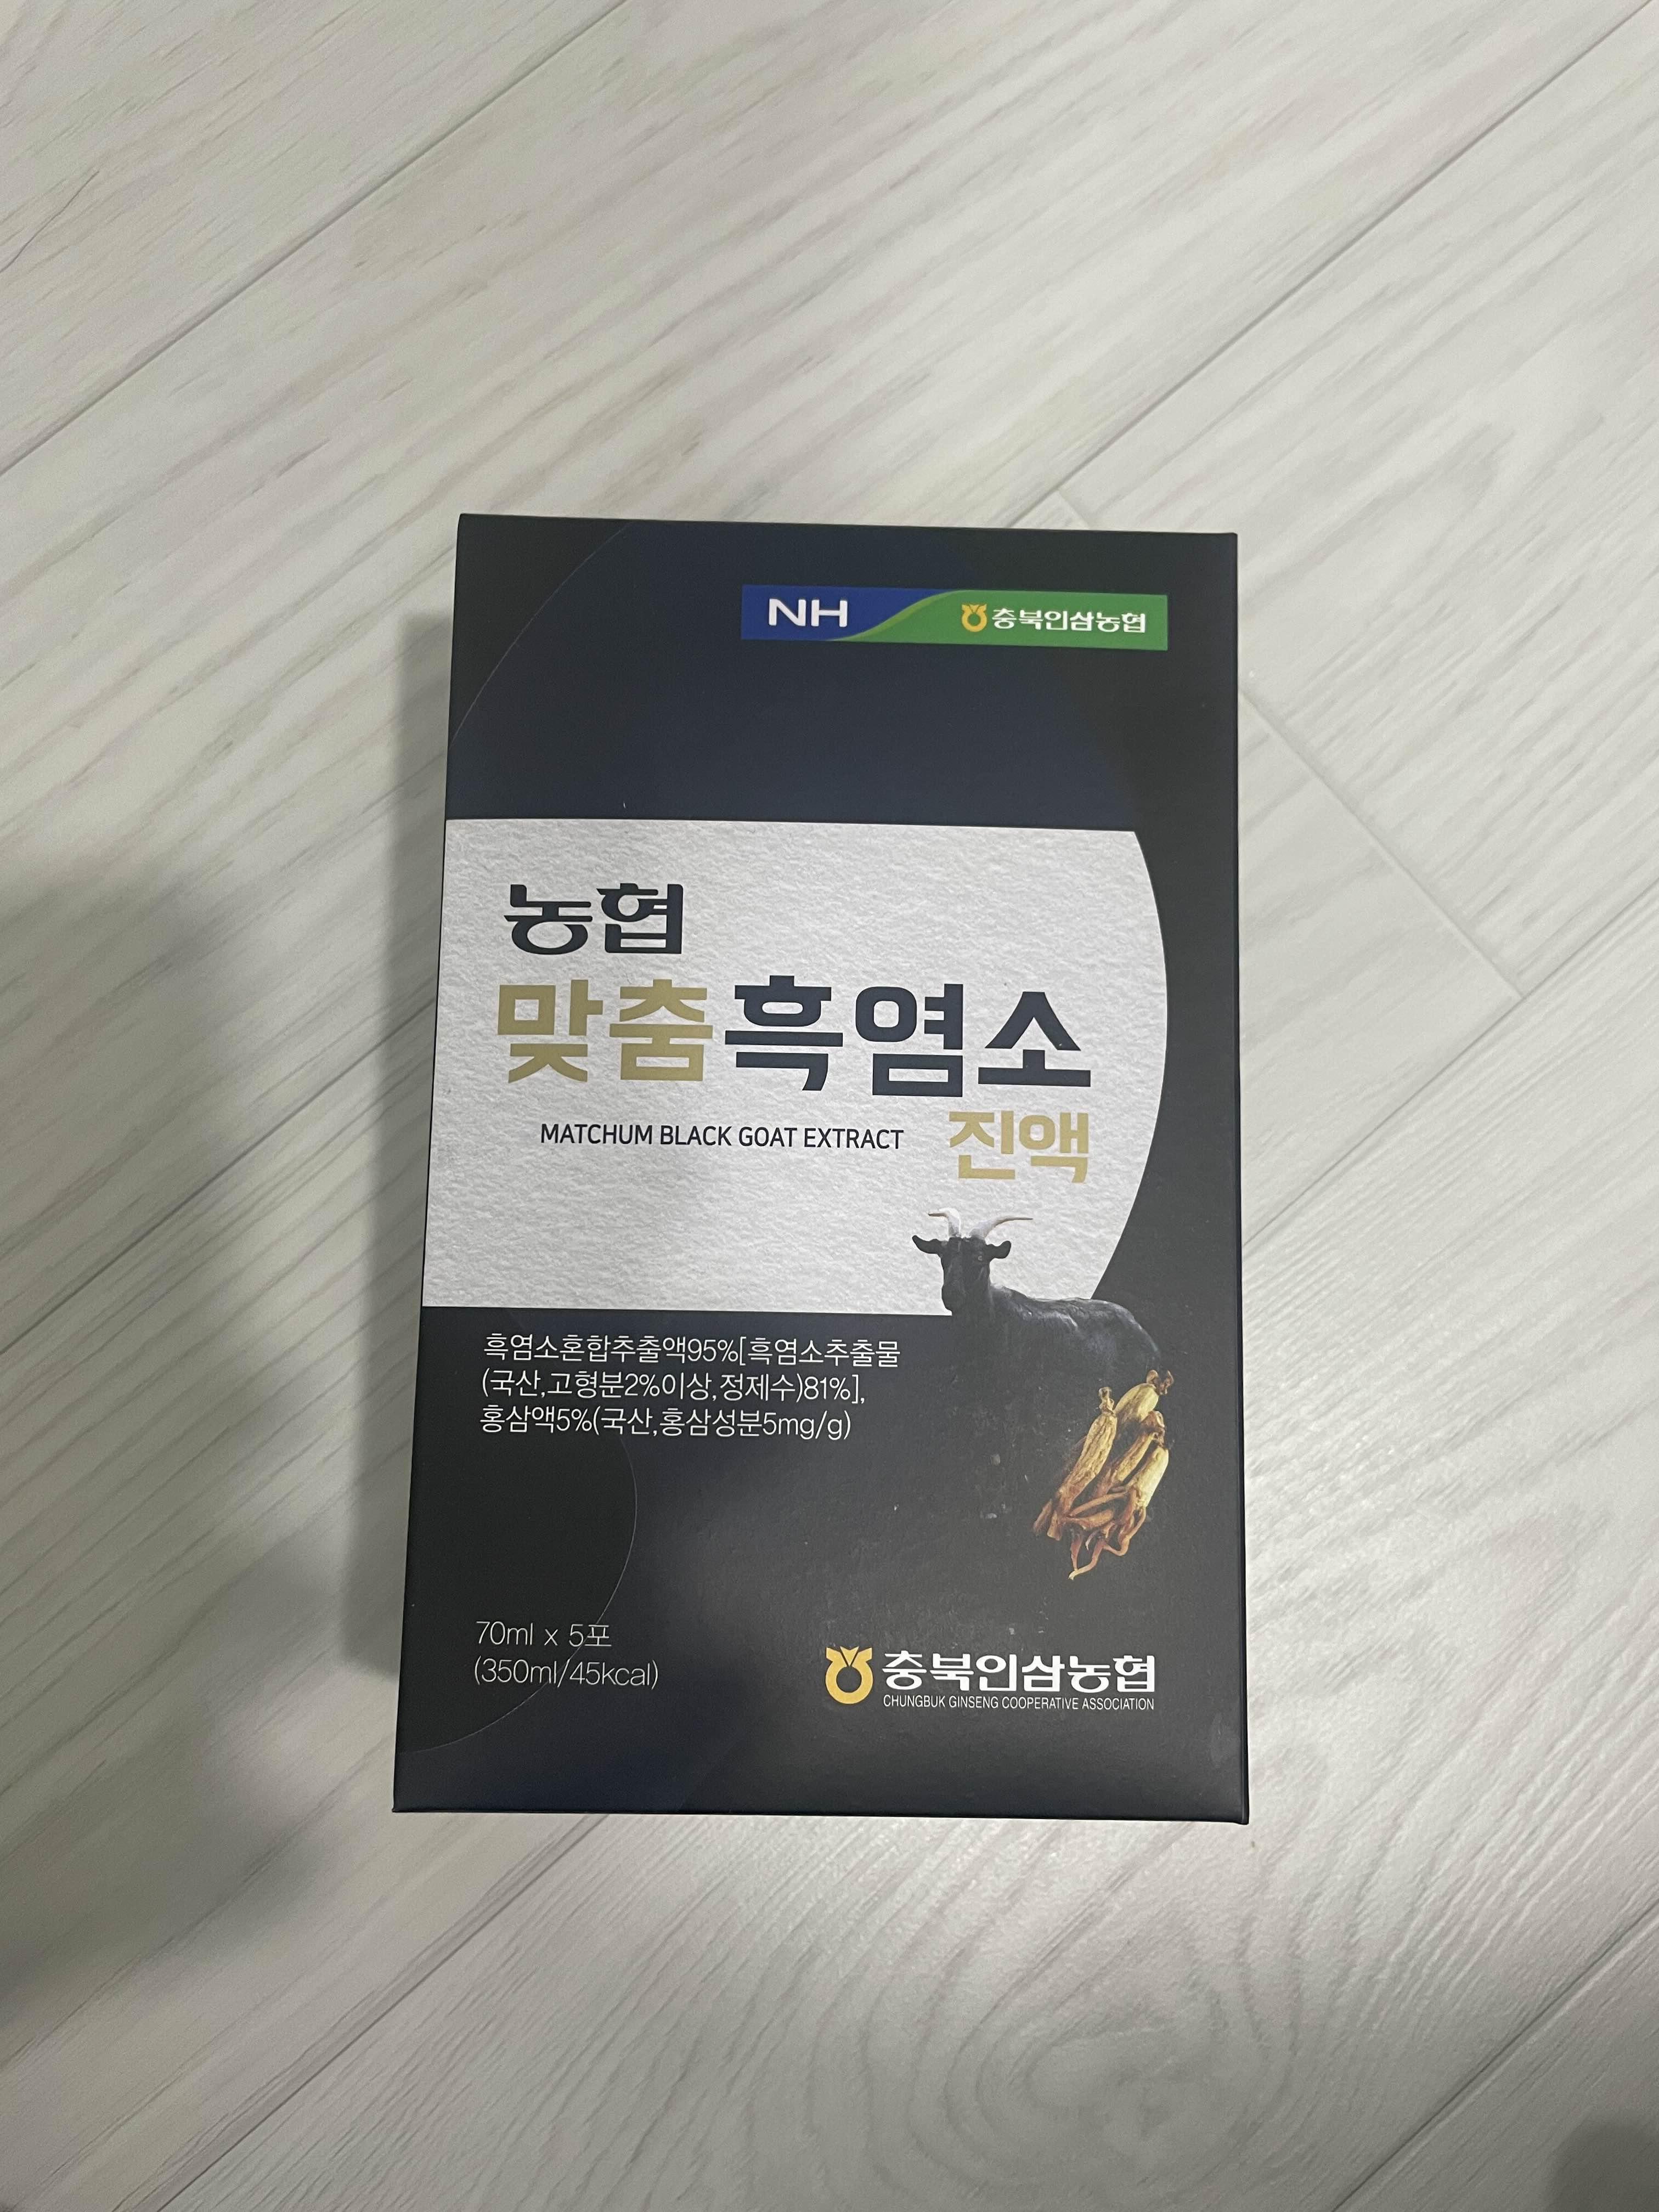 NH 충북인삼농협
농협
맞춤흑염소
MATCHUM BLACK GOAT EXTRACT 진액
흑염소혼합추출액95%[흑염소추출물
(국산,고형분2%이상,정제수)81%],
홍삼액5%(국산,홍삼성분5mg/g)
70ml x 5포
(350ml/45kcal)
충북인삼농협
CHUNGBUK GINSENG COOPERATIVE ASSOCIATION